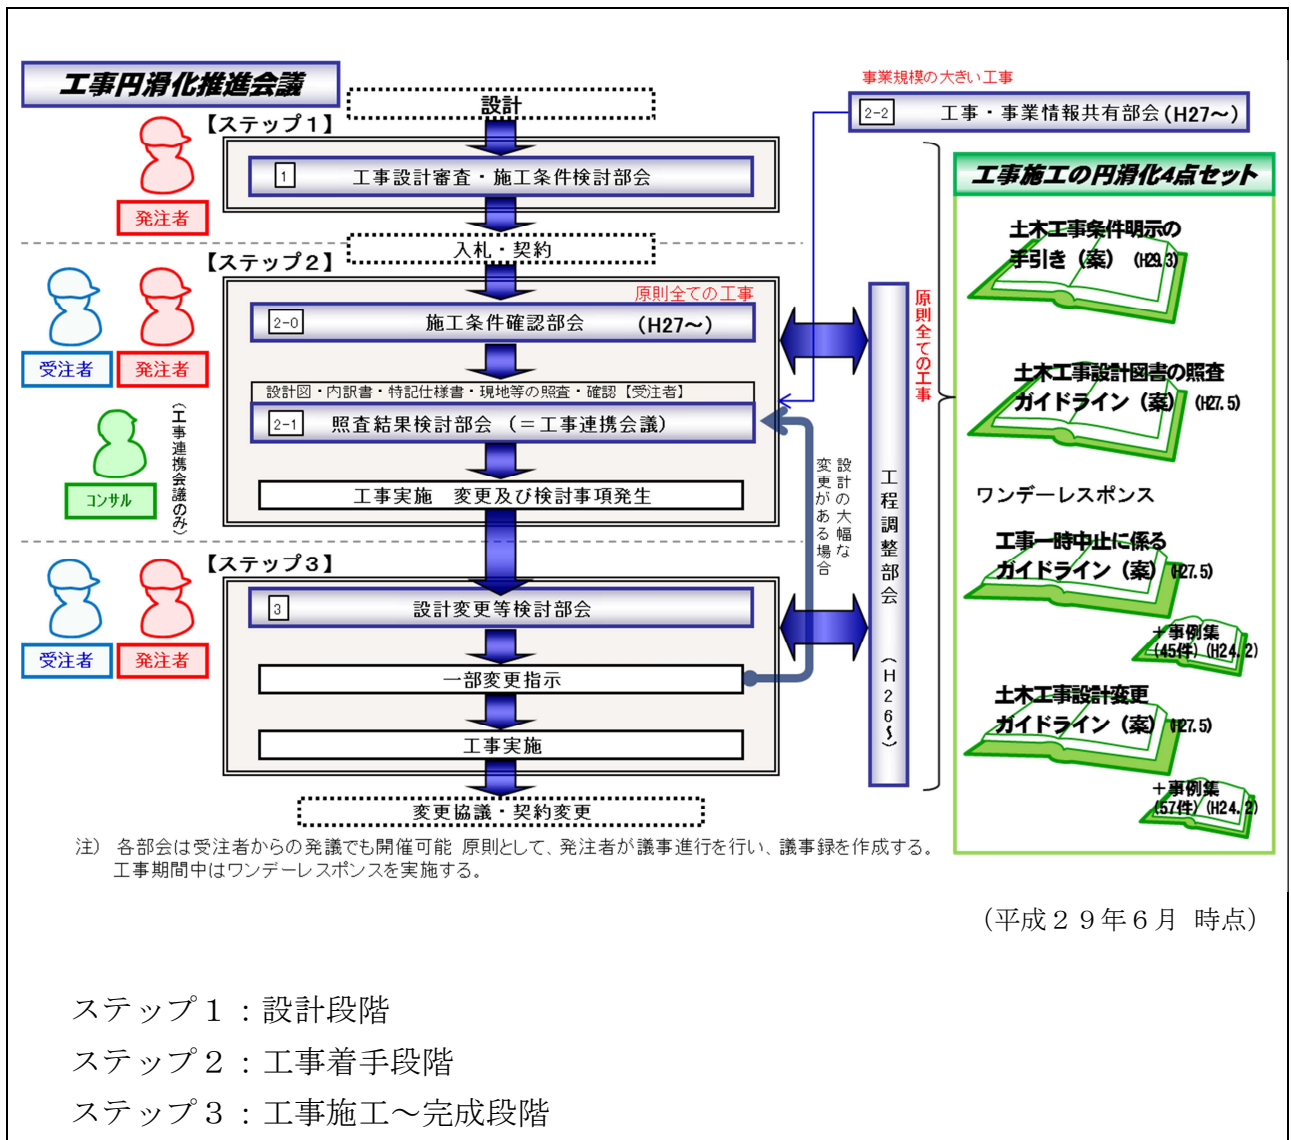 工事円滑化推進会議
事業規模の大きい工事
2-2 工事・事業情報共有部会(H27～)
設計
【ステップ1】
1 工事設計審査・施工条件検討部会
発注者
入札・契約
【ステップ2】
原則全ての工事
2-0 施工条件確認部会 (H27～)
受注者 発注者
設計図・内訳書・特記仕様書・現地等の照査・確認【受注者】
2-1 照査結果検討部会 (＝工事連携会議)
コンサル
(工事連携会議のみ)
工事実施 変更及び検討事項発生
【ステップ3】
3 設計変更等検討部会
受注者 発注者
一部変更指示
工事実施
変更協議・契約変更
設計の大幅な
変更がある場合
工程調整部会 (H26～)
原則全ての工事
工事施工の円滑化4点セット
土木工事条件明示の
手引き（案） (H29.3)
土木工事設計図書の照査
ガイドライン（案） (H27.5)
ワンデーレスポンス
工事一時中止に係る
ガイドライン（案） (H27.5)
＋事例集
(45件) (H24.2)
土木工事設計変更
ガイドライン（案） (H27.5)
＋事例集
(57件) (H24.2)
注) 各部会は受注者からの発議でも開催可能 原則として、発注者が議事進行を行い、議事録を作成する。
工事期間中はワンデーレスポンスを実施する。
（平成２９年６月 時点）
ステップ１：設計段階
ステップ２：工事着手段階
ステップ３：工事施工～完成段階